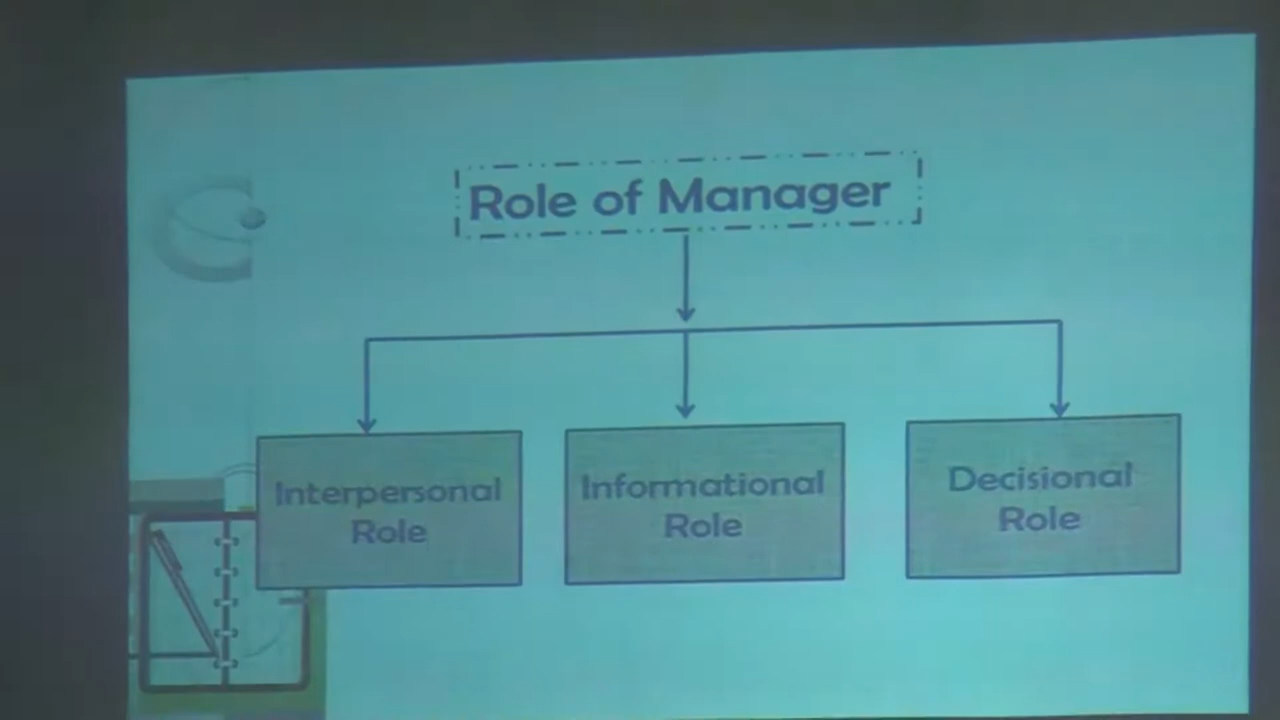 Role of Manager
Interpersonal
Role
Informational
Role
Decisional
Role